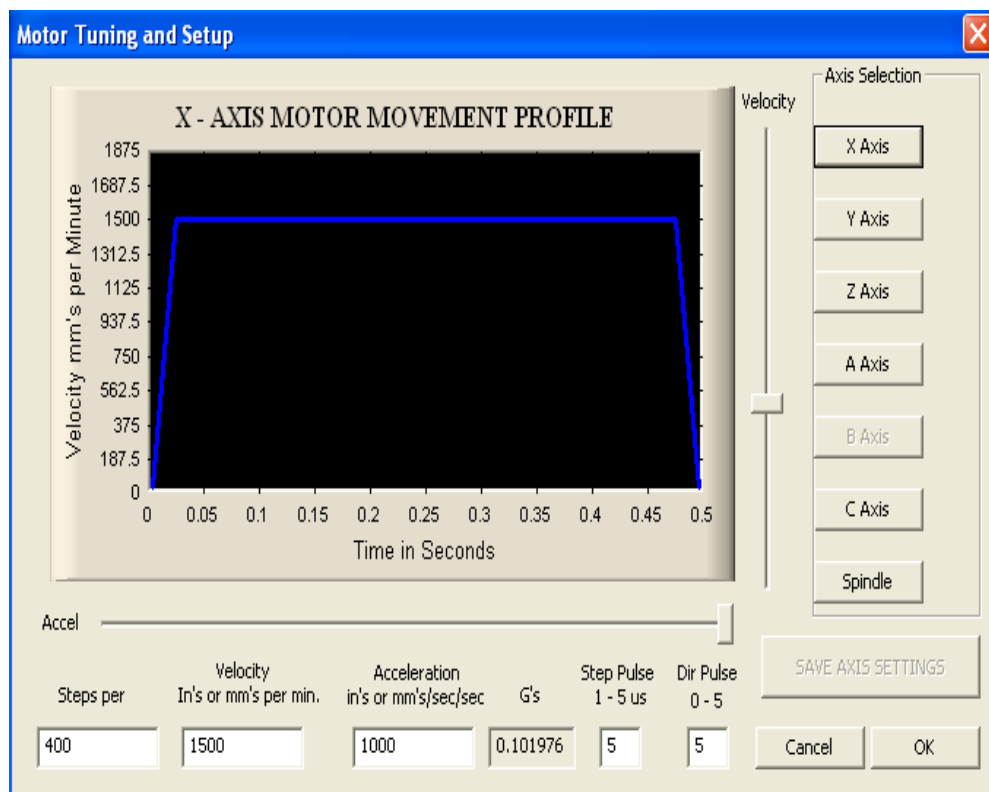 Motor Tuning and Setup
X - AXIS MOTOR MOVEMENT PROFILE
Velocity mm's per Minute
1875
1687.5
1500
1312.5
1125
937.5
750
562.5
375
187.5
0
0 0.05 0.1 0.15 0.2 0.25 0.3 0.35 0.4 0.45 0.5
Time in Seconds
Velocity
Axis Selection
X Axis
Y Axis
Z Axis
A Axis
B Axis
C Axis
Spindle
Accel
Steps per
Velocity
In's or mm's per min.
Acceleration
in's or mm's/sec/sec
G's
Step Pulse
1 - 5 us
Dir Pulse
0 - 5
400
1500
1000
0.101976
5
5
SAVE AXIS SETTINGS
Cancel
OK